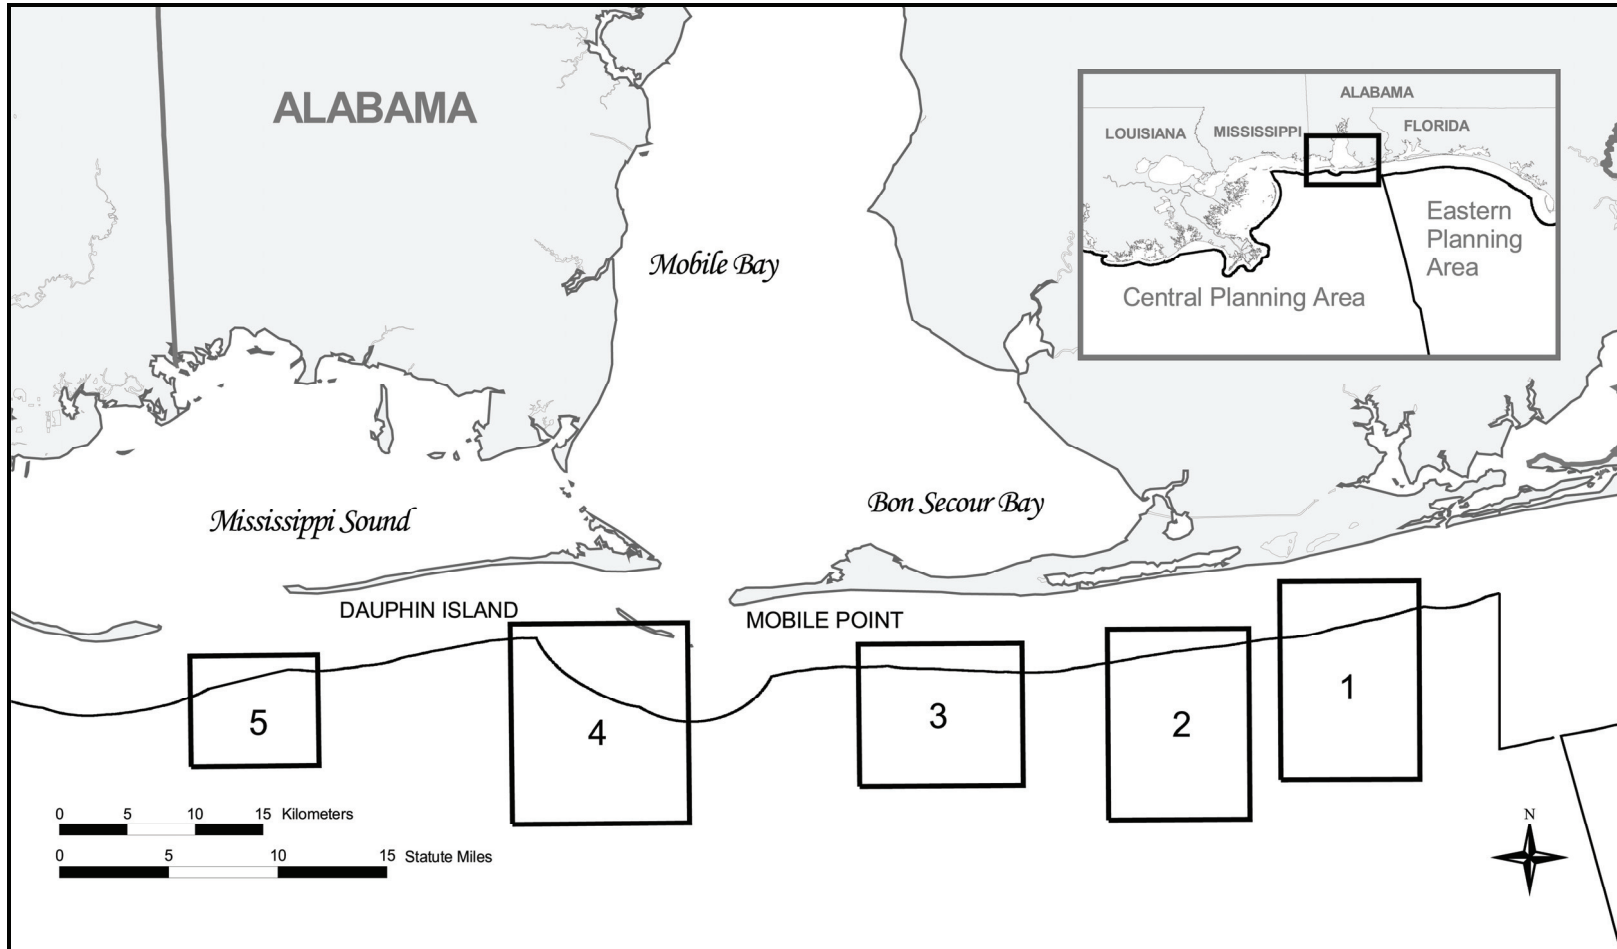 ALABAMA
ALABAMA
LOUISIANA
MISSISSIPPI
FLORIDA
Eastern
Planning
Area
Central Planning Area
Mobile Bay
Bon Secour Bay
Mississippi Sound
DAUPHIN ISLAND
MOBILE POINT
5
4
3
2
1
0 5 10 15 Kilometers
0 5 10 15 Statute Miles
N